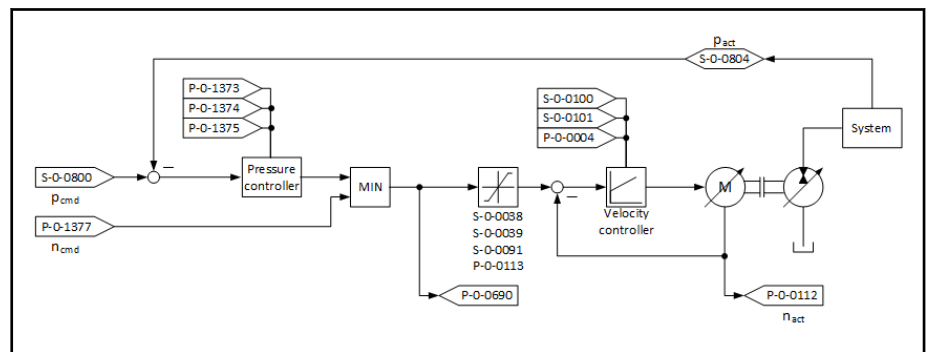 pact
S-0-0804
P-0-1373
P-0-1374
P-0-1375
S-0-0100
S-0-0101
P-0-0004
System
S-0-0800
pcmd
Pressure
controller
MIN
M
P-0-1377
ncmd
S-0-0038
S-0-0039
S-0-0091
P-0-0113
Velocity
controller
P-0-0690
P-0-0112
nact